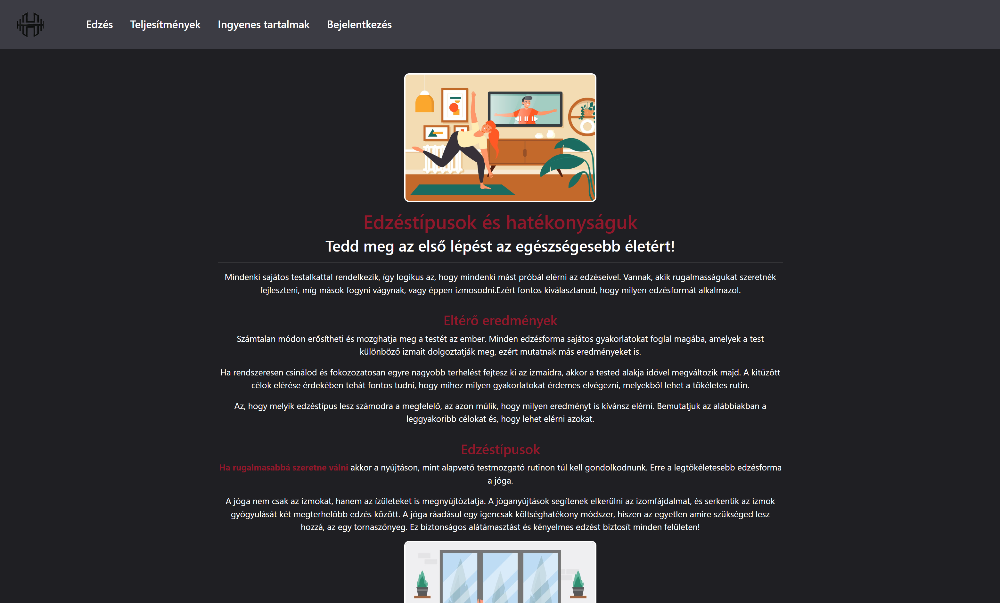 Edzés Teljesítmények Ingyenes tartalmak Bejelentkezés
Edzéstípusok és hatékonyságuk
Tedd meg az első lépést az egészségesebb életért!
Mindenki sajátos testalkattal rendelkezik, így logikus az, hogy mindenki mást próbál elérni az edzéseivel. Vannak, akik rugalmasságukat szeretnék
fejleszteni, míg mások fogyni vágynak, vagy éppen izmosodni.Ezért fontos kiválasztanod, hogy milyen edzésformát alkalmazol.
Eltérő eredmények
Számtalan módon erősítheti és mozghatja meg a testét az ember. Minden edzésforma sajátos gyakorlatokat foglal magába, amelyek a test
különböző izmait dolgoztatják meg, ezért mutatnak más eredményeket is.
Ha rendszeresen csinálod és fokozozatosan egyre nagyobb terhelést fejtesz ki az izmaidra, akkor a tested alakja idővel megváltozik majd. A kitűzött
célok elérése érdekében tehát fontos tudni, hogy mihez milyen gyakorlatokat érdemes elvégezni, melyekből lehet a tökéletes rutin.
Az, hogy melyik edzéstípus lesz számodra a megfelelő, az azon múlik, hogy milyen eredményt is kívánsz elérni. Bemutatjuk az alábbiakban a
leggyakoribb célokat és, hogy lehet elérni azokat.
Edzéstípusok
Ha rugalmasabbá szeretne válni akkor a nyújtáson, mint alapvető testmozgató rutinon túl kell gondolkodnunk. Erre a legtökéletesebb edzésforma
a jóga.
A jóga nem csak az izmokat, hanem az ízületeket is megnyújtóztatja. A jóganyújtások segítenek elkerülni az izomfájdalmat, és serkentik az izmok
gyógyulását két megterhelőbb edzés között. A jóga ráadásul egy igencsak költséghatékony módszer, hiszen az egyetlen amire szükséged lesz
hozzá, az egy tornaszőnyeg. Ez biztonságos alátámasztást és kényelmes edzést biztosít minden felületen!